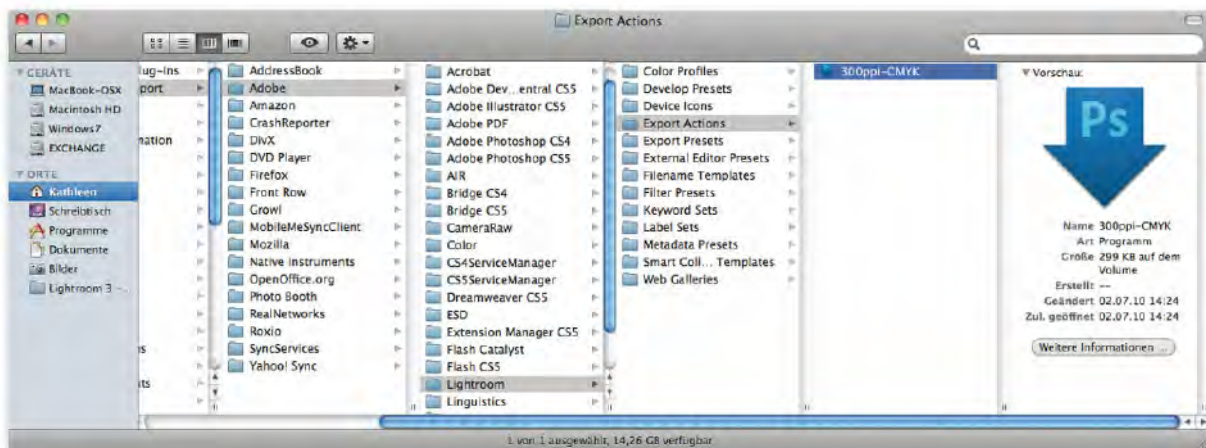 Export Actions
GERÄTE
MacBook-OSX
Macintosh HD
Windows7
EXCHANGE
ORTE
Kathleen
Schreibtisch
Programme
Dokumente
Bilder
Lightroom 3 -...
lug-Ins
port
nation
ns
ts
AddressBook
Adobe
Amazon
CrashReporter
DivX
DVD Player
Firefox
Front Row
Growl
MobileMeSyncClient
Mozilla
Native Instruments
OpenOffice.org
Photo Booth
RealNetworks
Roxio
SyncServices
Yahoo! Sync
Acrobat
Adobe Dev...entral CS5
Adobe Illustrator CS5
Adobe PDF
Adobe Photoshop CS4
Adobe Photoshop CS5
AIR
Bridge CS4
Bridge CS5
CameraRaw
Color
CS4ServiceManager
CS5ServiceManager
Dreamweaver CS5
ESD
Extension Manager CS5
Flash Catalyst
Flash CS5
Lightroom
Linguistics
Color Profiles
Develop Presets
Device Icons
Export Actions
Export Presets
External Editor Presets
Filename Templates
Filter Presets
Keyword Sets
Label Sets
Metadata Presets
Smart Coll... Templates
Web Galleries
300ppi-CMYK
Vorschau:
Ps
Name 300ppi-CMYK
Art Programm
Größe 299 KB auf dem
Volume
Erstellt --
Geändert 02.07.10 14:24
Zul. geöffnet 02.07.10 14:24
Weitere Informationen ...
1 von 1 ausgewählt, 14,26 GB verfügbar